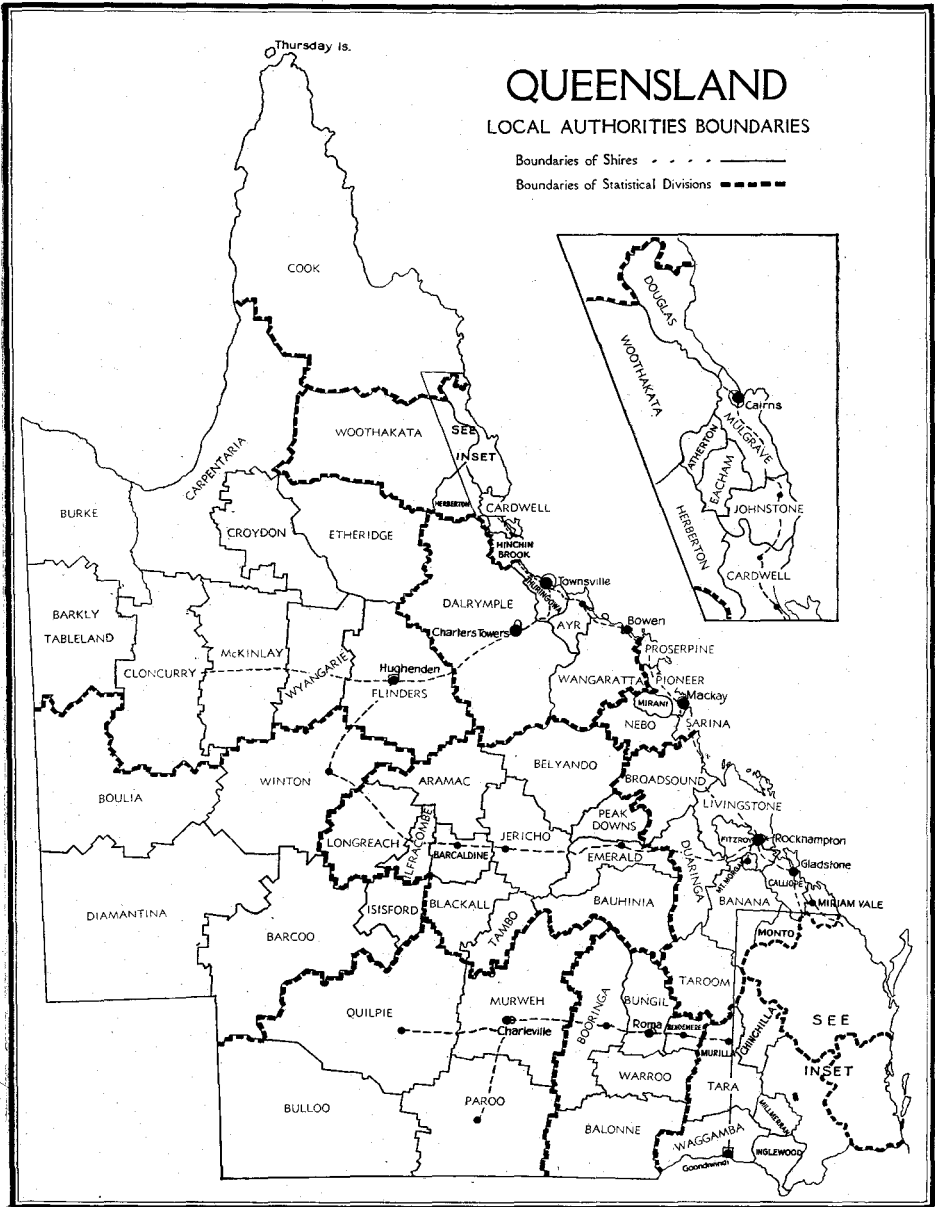 Thursday Is.
QUEENSLAND
LOCAL AUTHORITIES BOUNDARIES
Boundaries of Shires
Boundaries of Statistical Divisions
COOK
DOUGLAS
WOOTHAKATA
Cairns
MULGRAVE
ATHERTON
EACHAM
JOHNSTONE
HERBERTON
CARDWELL
WOOTHAKATA
SEE
INSET
CARPENTARIA
HERBERTON
CARDWELL
BURKE
CROYDON
ETHERIDGE
HINCHIN
BROOK
Townsville
THURINGOWA
BARKLY
TABLELAND
DALRYMPLE
AYR
Charters Towers
Bowen
PROSERPINE
CLONCURRY
McKINLAY
WYANGARIE
Hughenden
FLINDERS
WANGARATTA
PIONEER
Mackay
MIRANI
NEBO
SARINA
BOULIA
WINTON
ARAMAC
BELYANDO
BROADSOUND
LIVINGSTONE
LONGREACH
ILFRACOMBE
BARCALDINE
JERICHO
PEAK
DOWNS
EMERALD
DUARINGA
FITZROY
Rockhampton
MT. MORGAN
Gladstone
CALLIOPE
BANANA
MIRIAM VALE
DIAMANTINA
BARCOO
ISISFORD
BLACKALL
TAMBO
BAUHINIA
MONTO
TAROOM
QUILPIE
MURWEH
Charleville
BOORINGA
BUNGIL
Roma
BENDEMERE
MURILLA
CHINCHILLA
SEE
INSET
BULLOO
PAROO
WARROO
BALONNE
TARA
WAGGAMBA
MILLMERRAN
INGLEWOOD
Goondiwindi